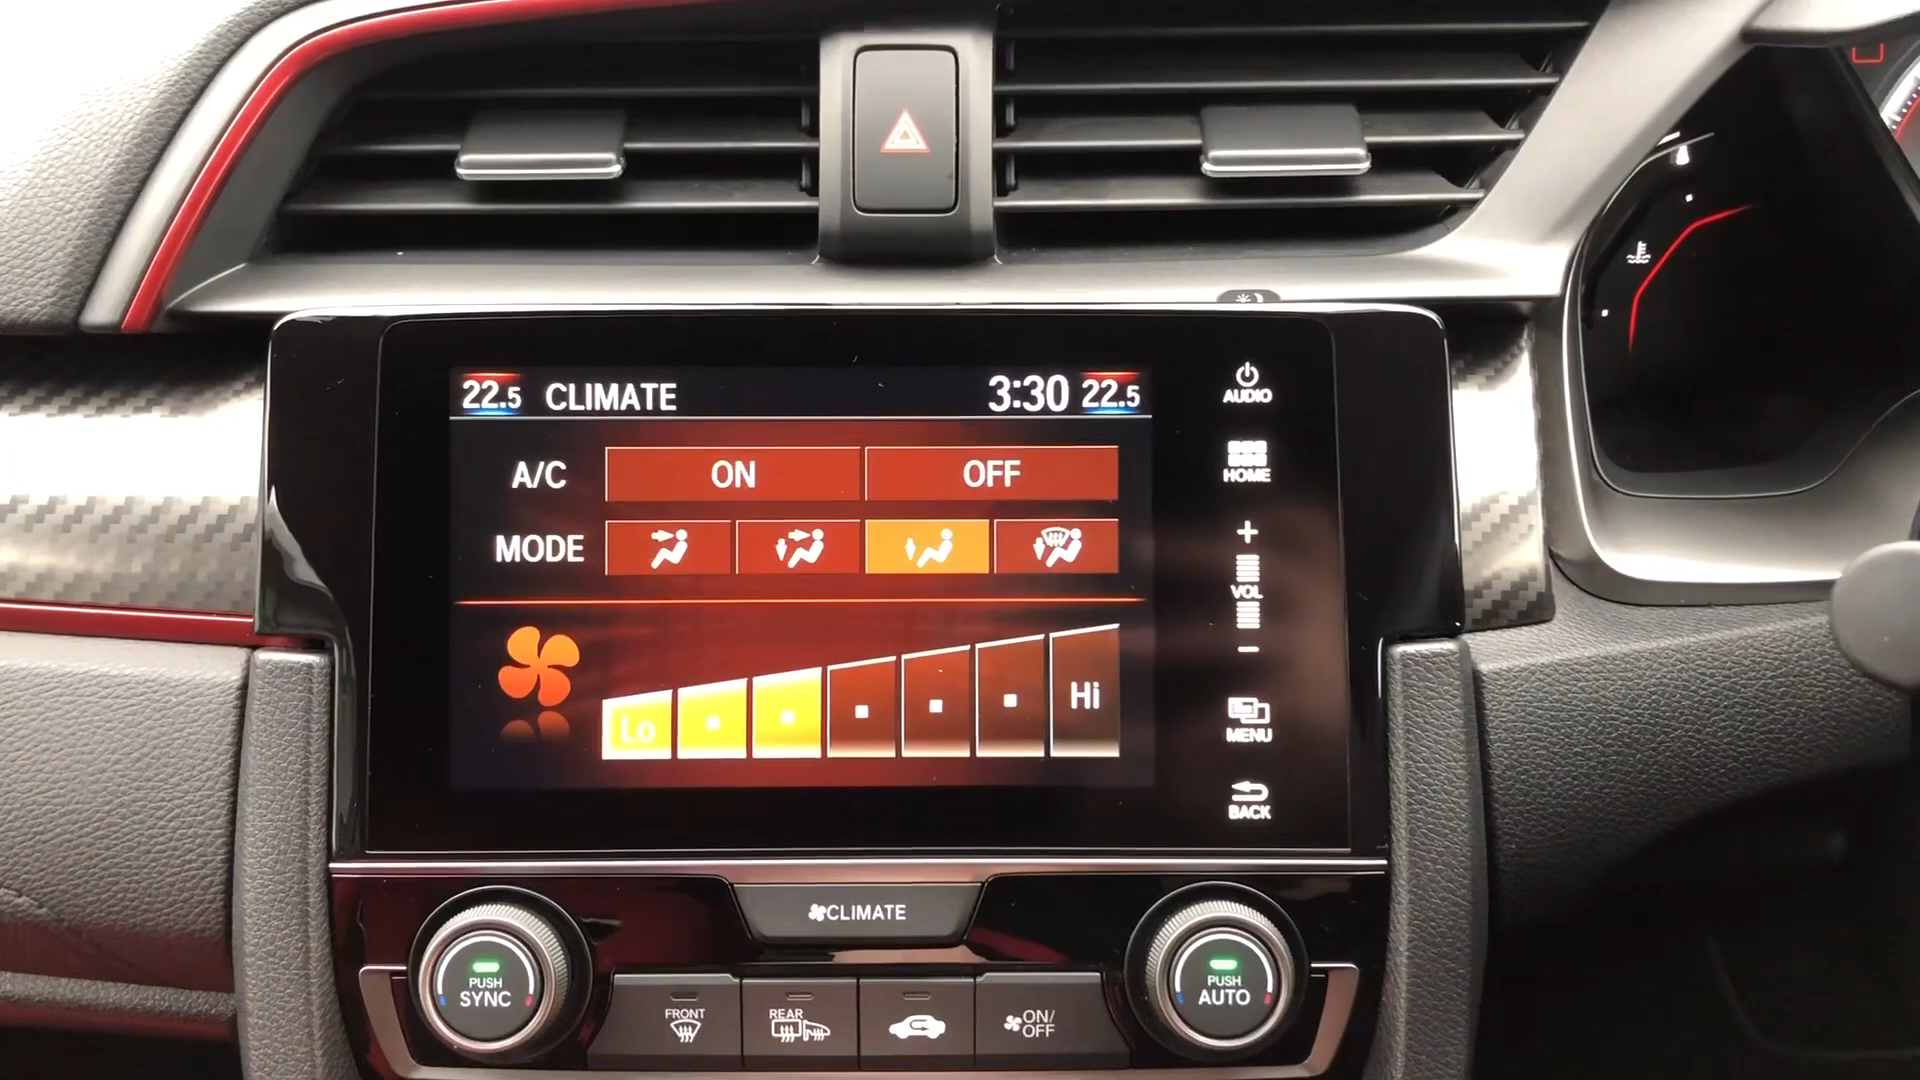 22.5 CLIMATE 3:30 22.5
A/C ON OFF
MODE
Lo Hi
AUDIO
HOME
+
VOL
-
MENU
BACK
CLIMATE
PUSH
SYNC
FRONT
REAR
ON/
OFF
PUSH
AUTO